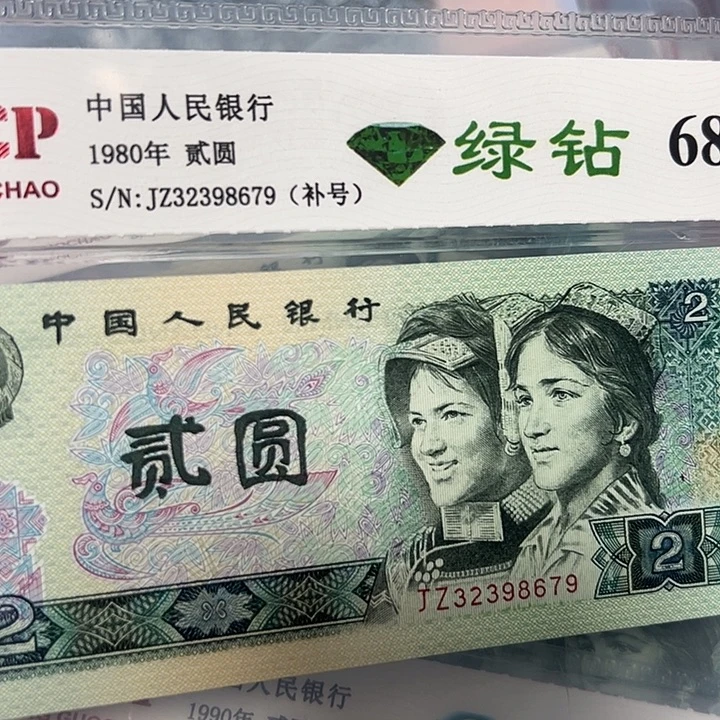 CP
CHAO
中国人民银行
1980年 贰圆
S/N:JZ32398679（补号）
绿钻
68
中国人民银行
2
贰圆
2
JZ32398679
2
人民银行
1990年 贰